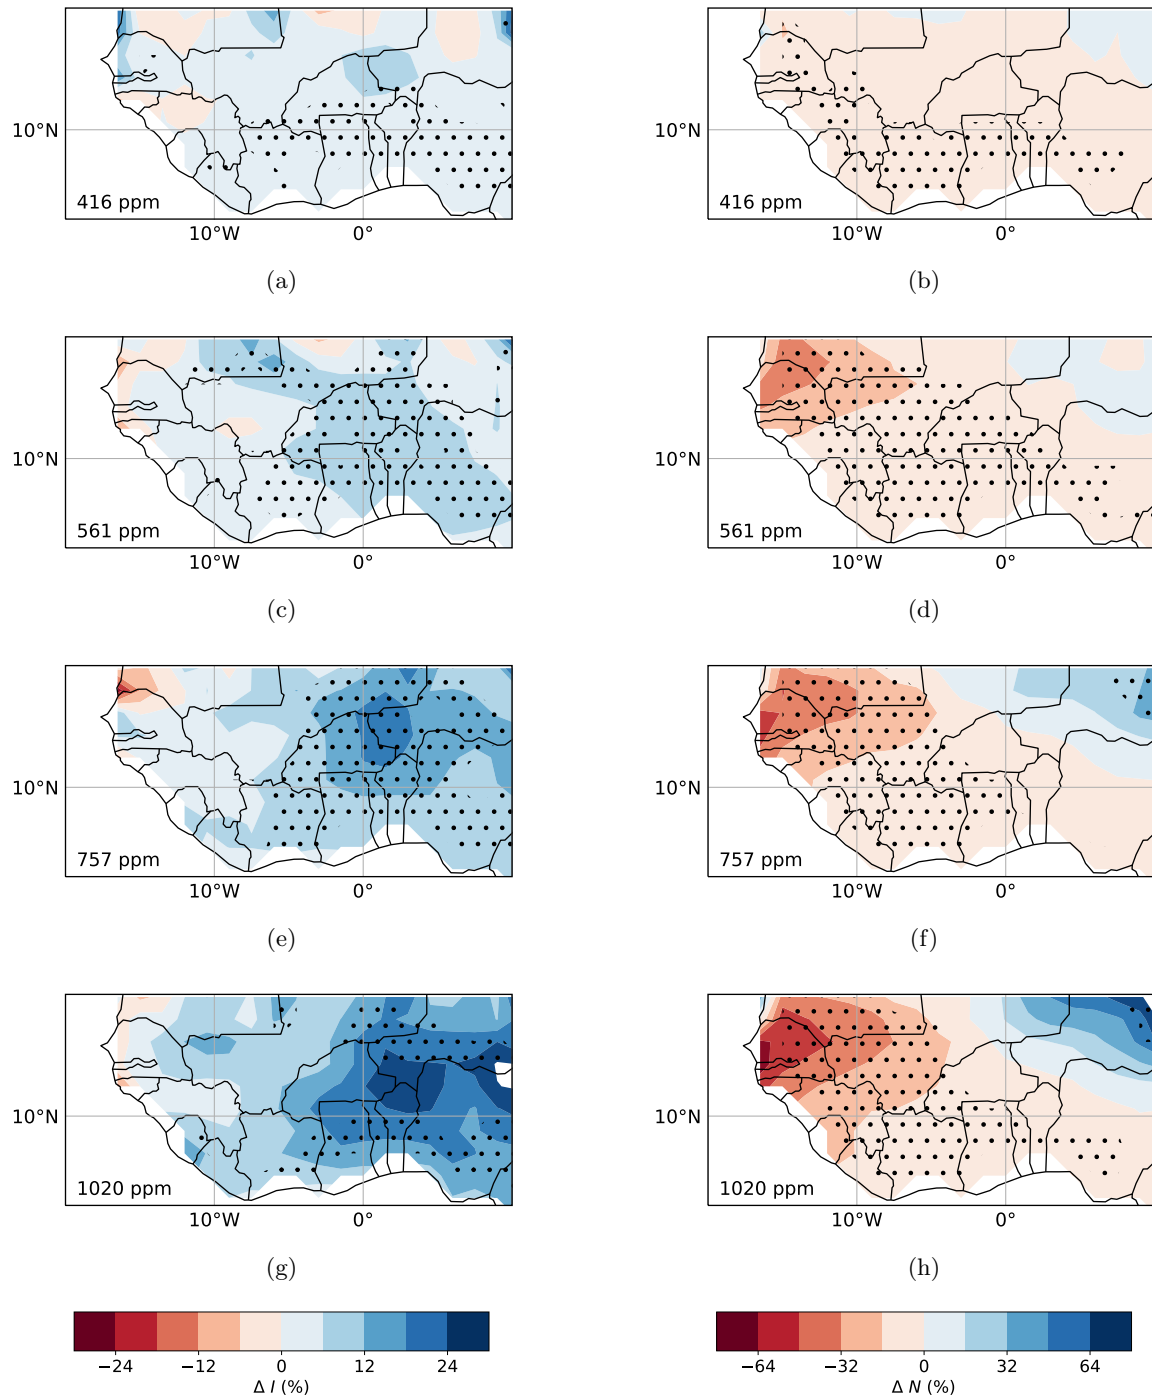 10°N
416 ppm
10°W 0°
(a)
10°N
416 ppm
10°W 0°
(b)
10°N
561 ppm
10°W 0°
(c)
10°N
561 ppm
10°W 0°
(d)
10°N
757 ppm
10°W 0°
(e)
10°N
757 ppm
10°W 0°
(f)
10°N
1020 ppm
10°W 0°
(g)
10°N
1020 ppm
10°W 0°
(h)
−24 −12 0 12 24
Δ I (%)
−64 −32 0 32 64
Δ N (%)